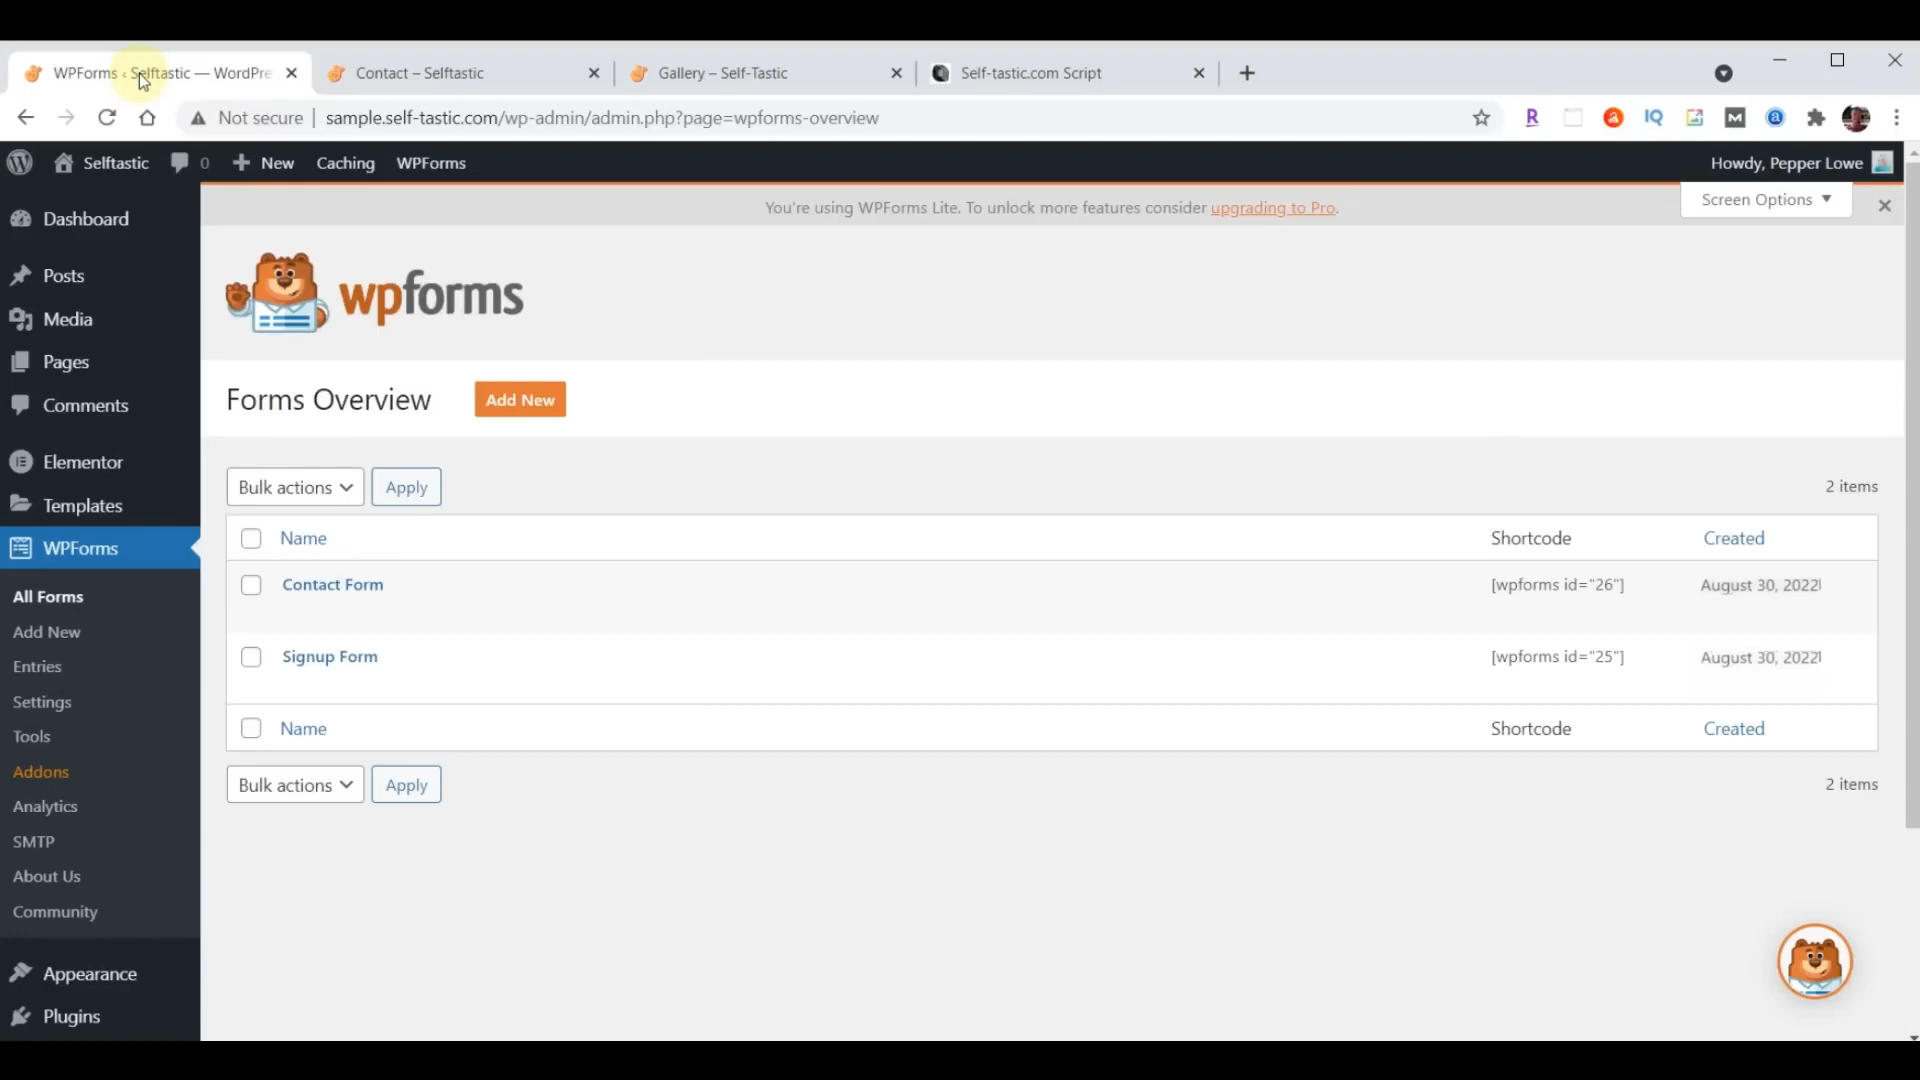 WPForms ‹ Selftastic — WordPre
Contact – Selftastic
Gallery – Self-Tastic
Self-tastic.com Script
Not secure
sample.self-tastic.com/wp-admin/admin.php?page=wpforms-overview
Selftastic
0
New
Caching
WPForms
Howdy, Pepper Lowe
Dashboard
Posts
Media
Pages
Comments
Elementor
Templates
WPForms
All Forms
Add New
Entries
Settings
Tools
Addons
Analytics
SMTP
About Us
Community
Appearance
Plugins
You're using WPForms Lite. To unlock more features consider upgrading to Pro.
Screen Options
wpforms
Forms Overview
Add New
Bulk actions
Apply
2 items
Name
Shortcode
Created
Contact Form
[wpforms id="26"]
August 30, 2022
Signup Form
[wpforms id="25"]
August 30, 2022
Name
Shortcode
Created
Bulk actions
Apply
2 items